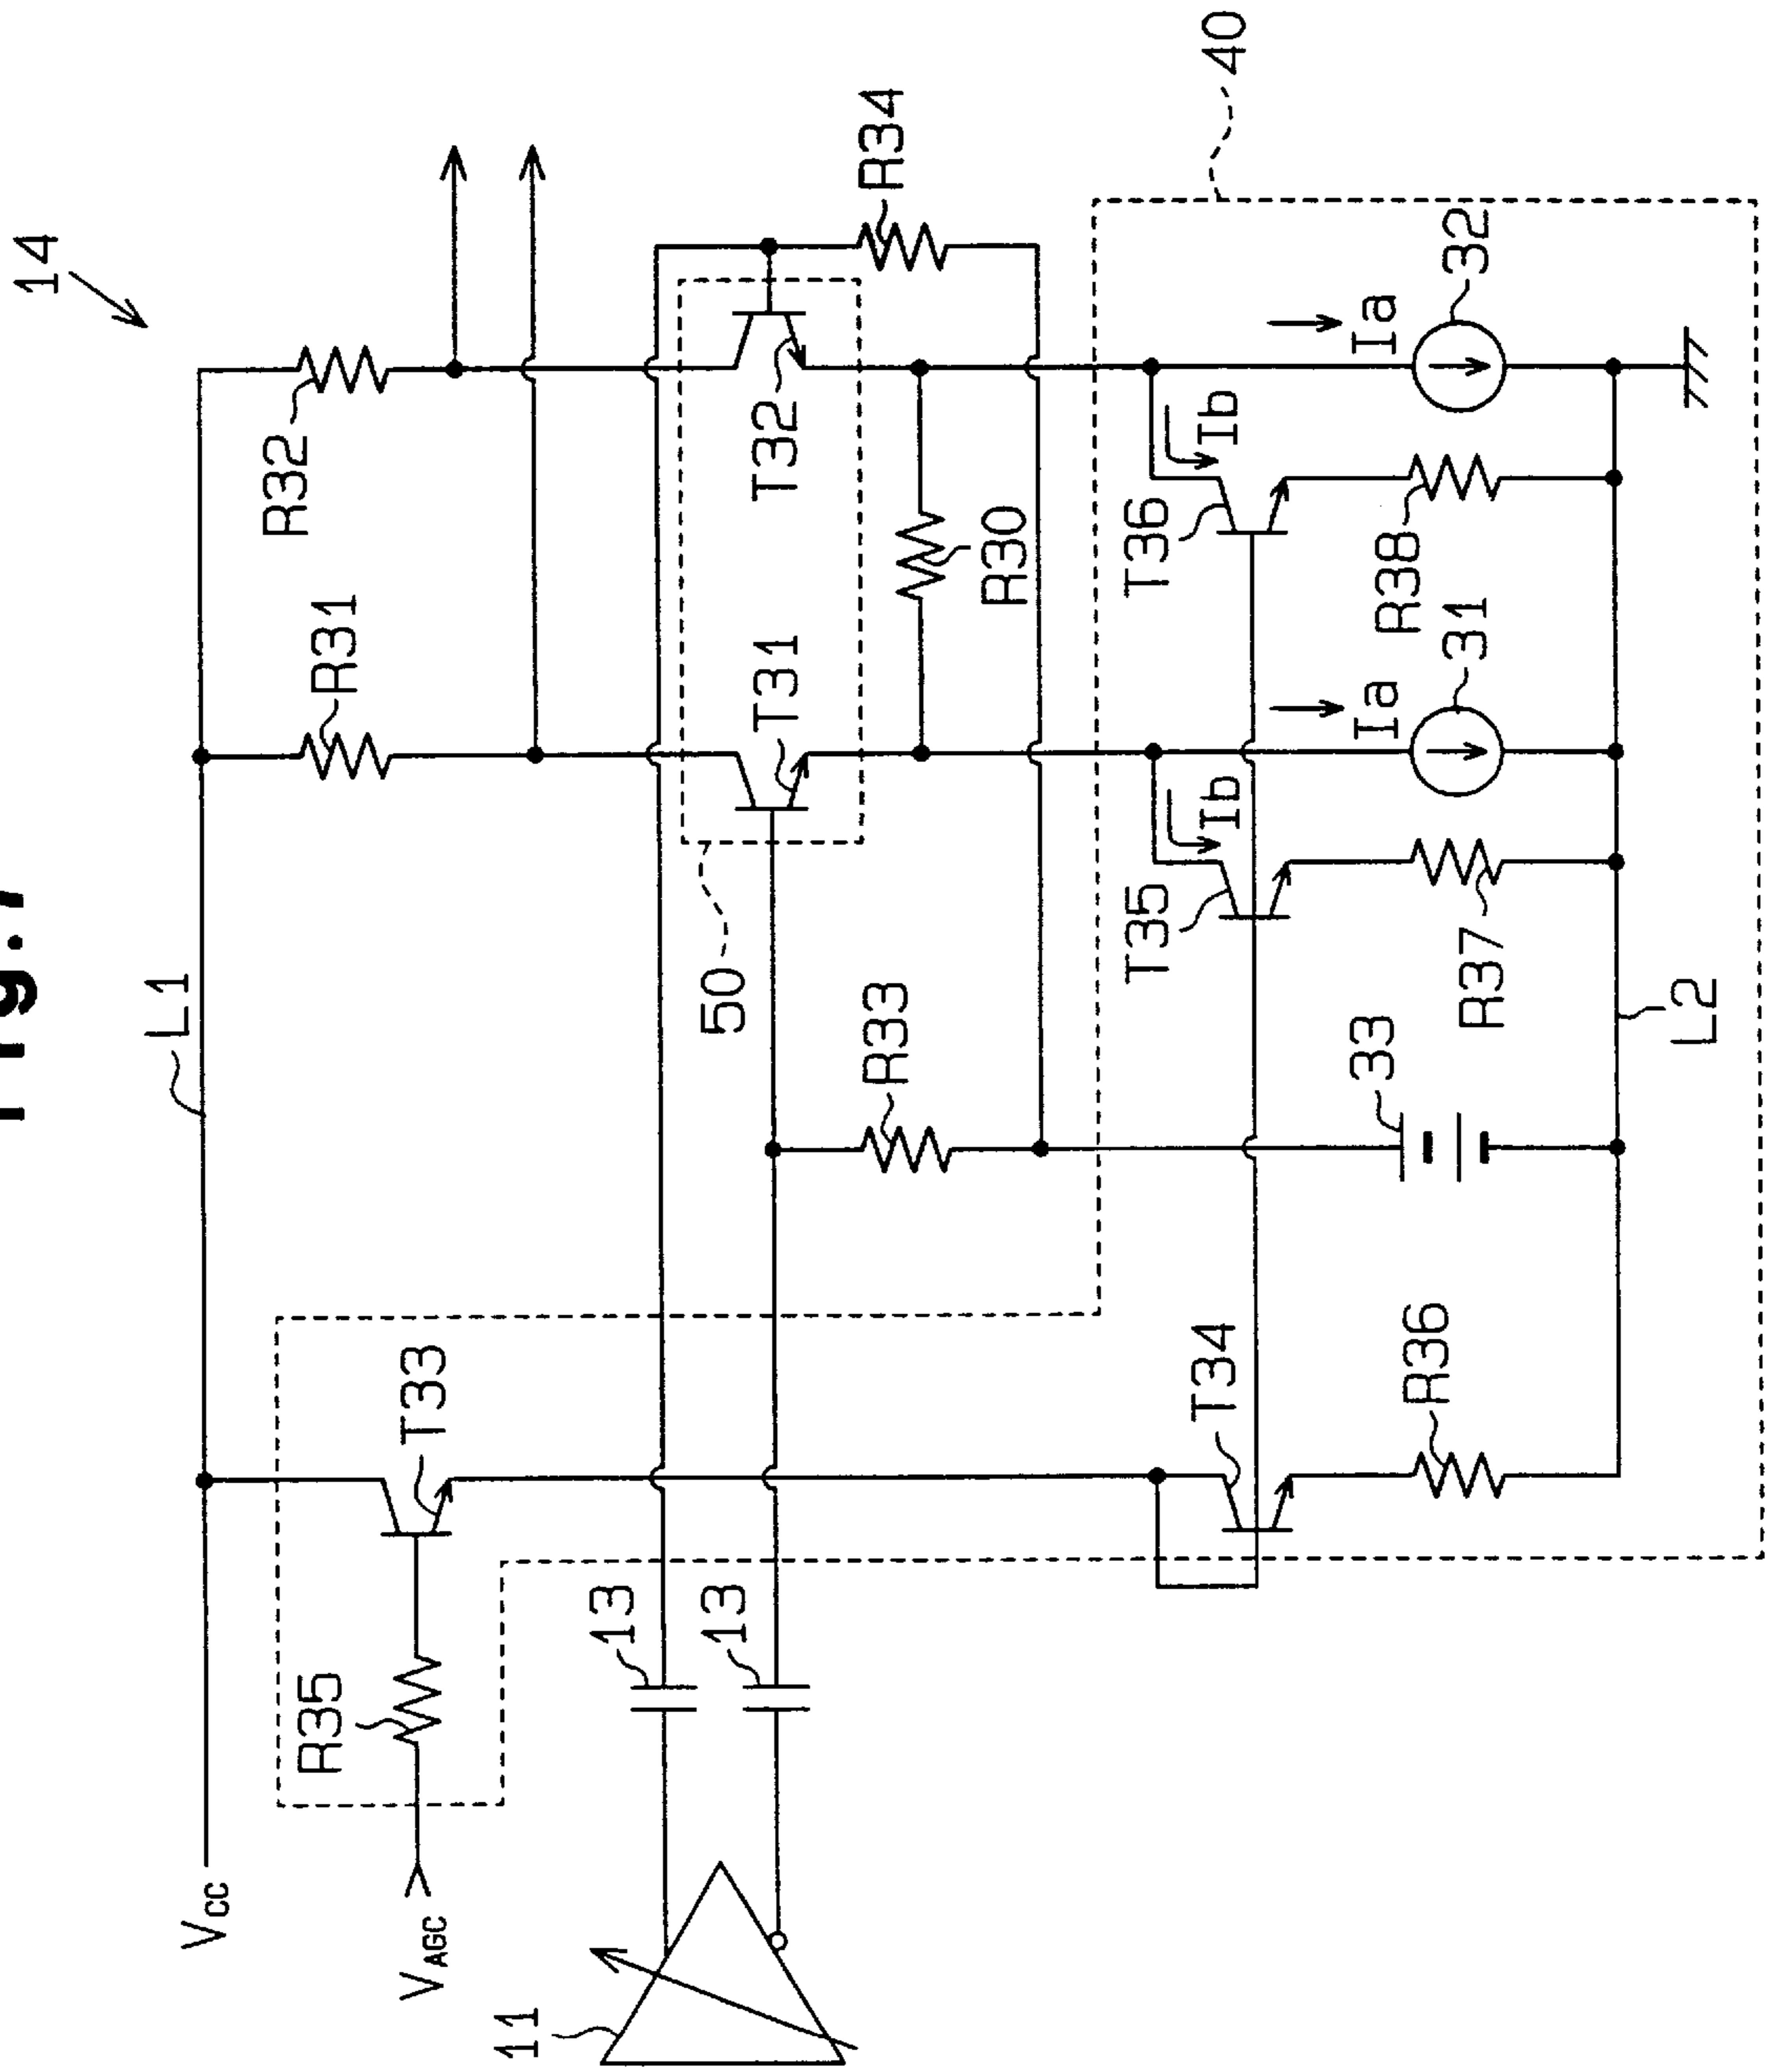 Fig.7
14
L1
VCC
R31
R32
R35
T33
VAGC
13
13
11
50
T31
T32
R33
R34
R30
40
T34
T35
T36
Ib
Ib
Ia
Ia
33
R36
R37
31
R38
32
L2